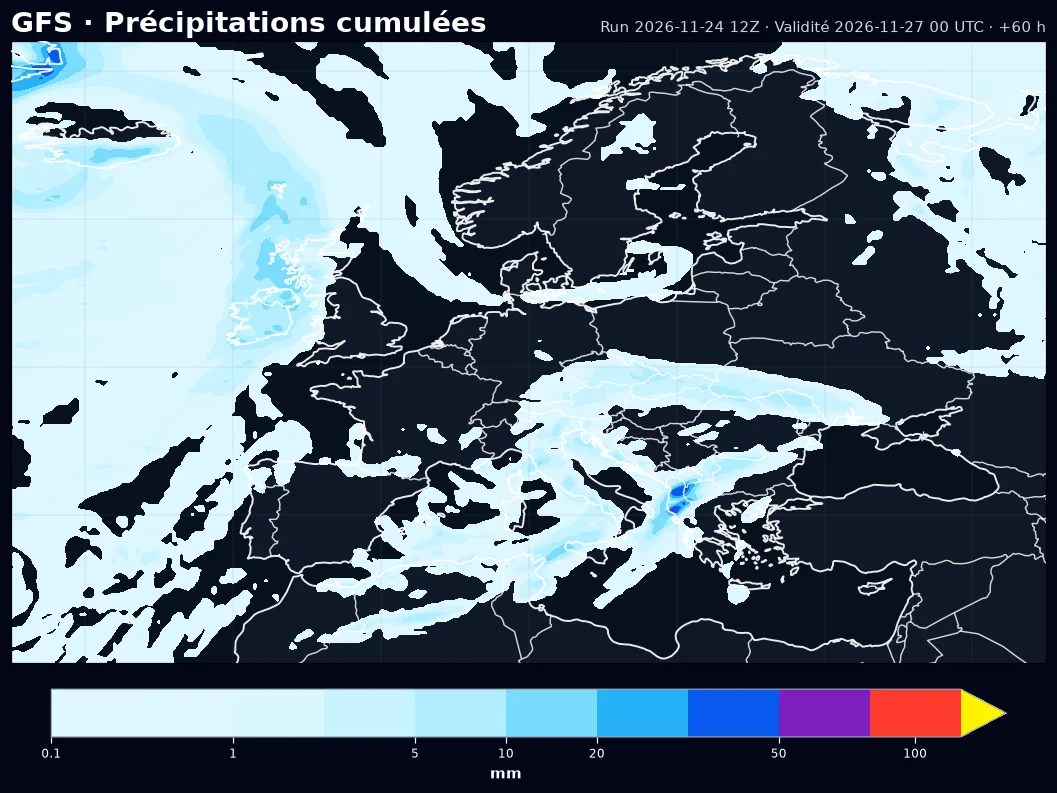 GFS · Précipitations cumulées
Run 2026-11-24 12Z · Validité 2026-11-27 00 UTC · +60 h
0.1 1 5 10 20 50 100
mm